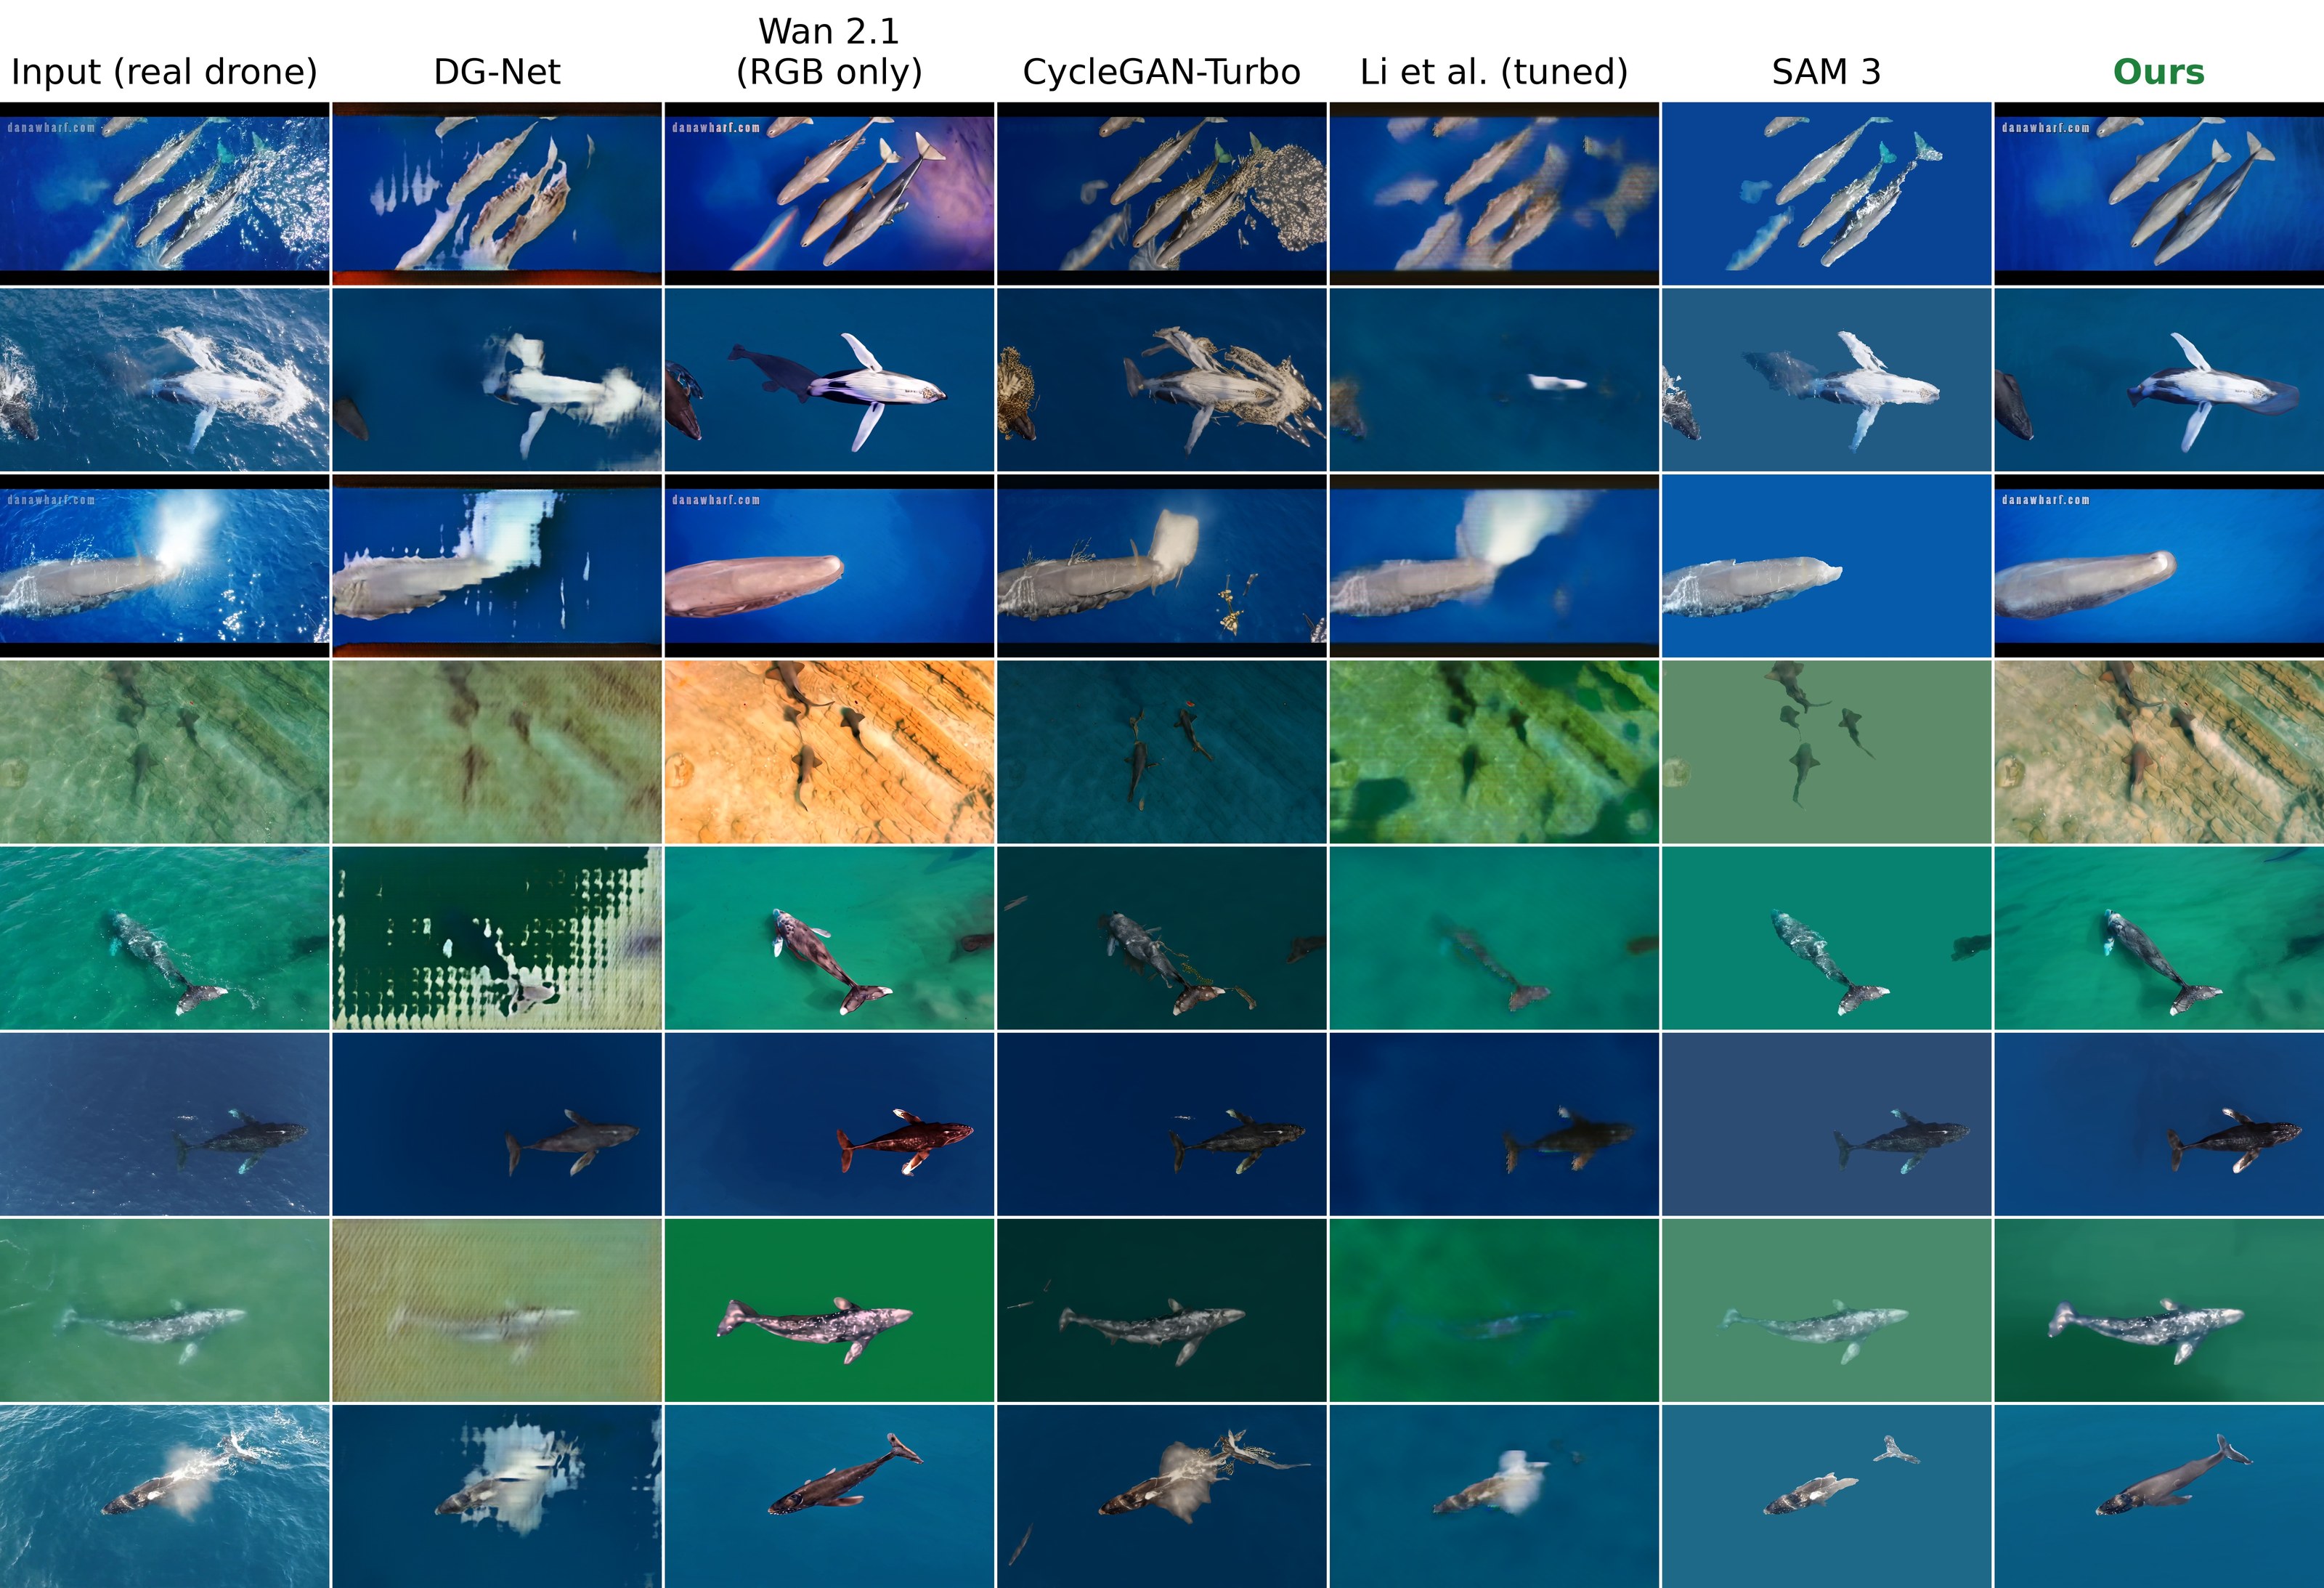 Input (real drone)
DG-Net
Wan 2.1
(RGB only)
CycleGAN-Turbo
Li et al. (tuned)
SAM 3
Ours
danawharf.com
danawharf.com
danawharf.com
danawharf.com
danawharf.com
danawharf.com